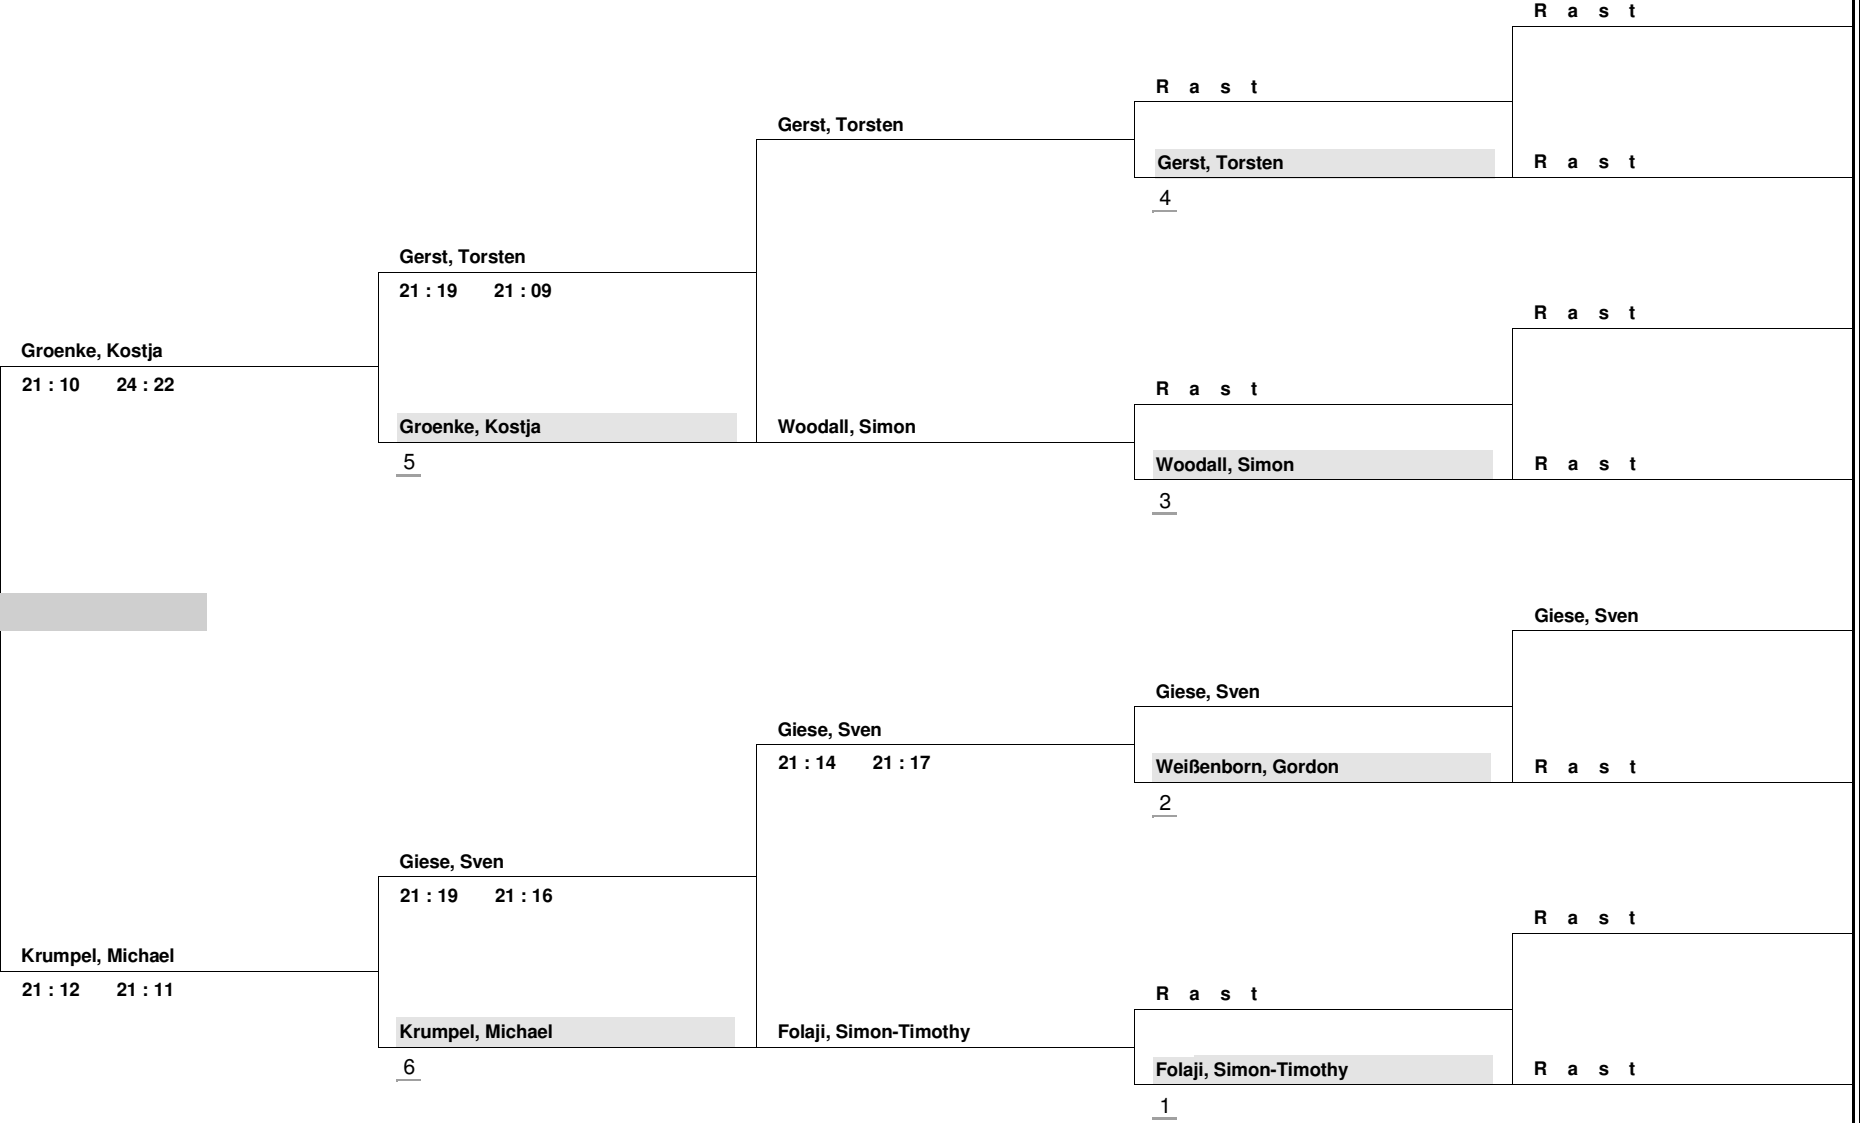 R a s t
R a s t
Gerst, Torsten
Gerst, Torsten
R a s t
4
Gerst, Torsten
21 : 19 21 : 09
R a s t
Groenke, Kostja
21 : 10 24 : 22
R a s t
Groenke, Kostja
Woodall, Simon
5
Woodall, Simon
R a s t
3
Giese, Sven
Giese, Sven
Giese, Sven
21 : 14 21 : 17
Weißenborn, Gordon
R a s t
2
Giese, Sven
21 : 19 21 : 16
R a s t
Krumpel, Michael
21 : 12 21 : 11
R a s t
Krumpel, Michael
Folaji, Simon-Timothy
6
Folaji, Simon-Timothy
R a s t
1